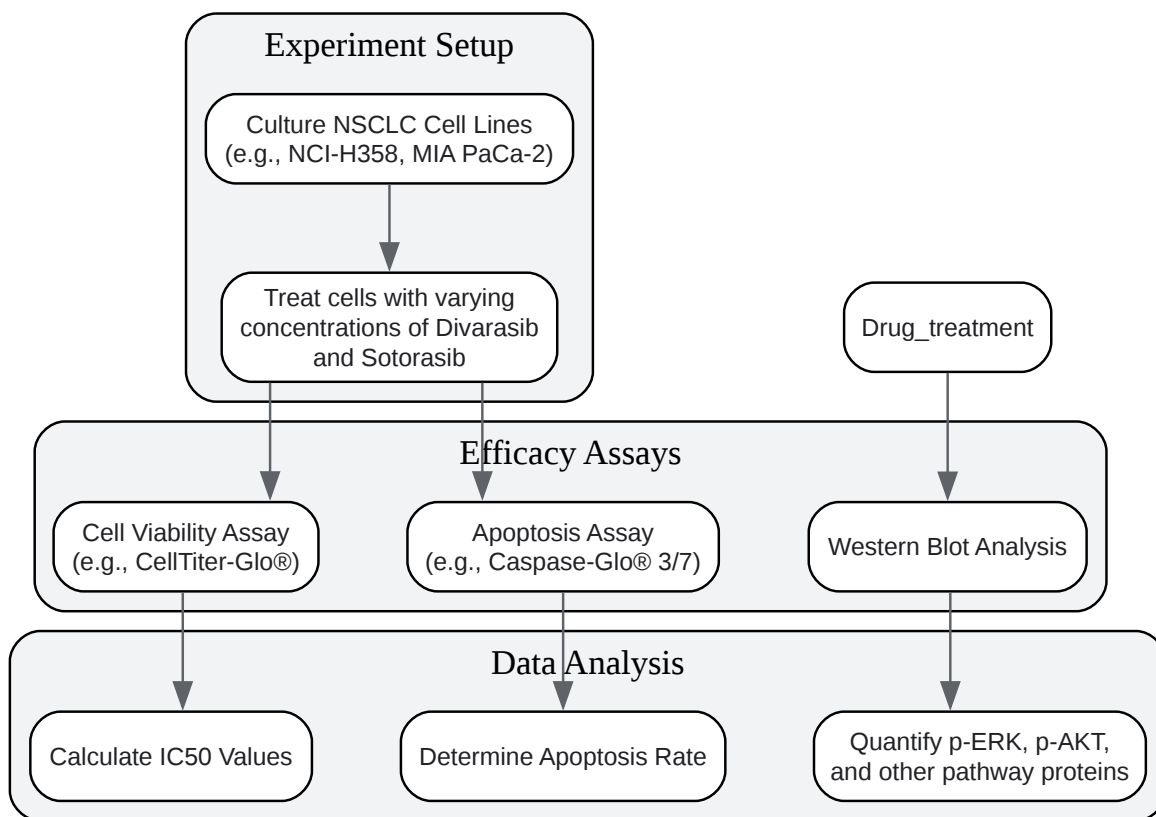 Experiment Setup
Culture NSCLC Cell Lines
(e.g., NCI-H358, MIA PaCa-2)
Treat cells with varying
concentrations of Divarasib
and Sotorasib
Drug_treatment
Efficacy Assays
Cell Viability Assay
(e.g., CellTiter-Glo®)
Apoptosis Assay
(e.g., Caspase-Glo® 3/7)
Western Blot Analysis
Data Analysis
Calculate IC50 Values
Determine Apoptosis Rate
Quantify p-ERK, p-AKT,
and other pathway proteins